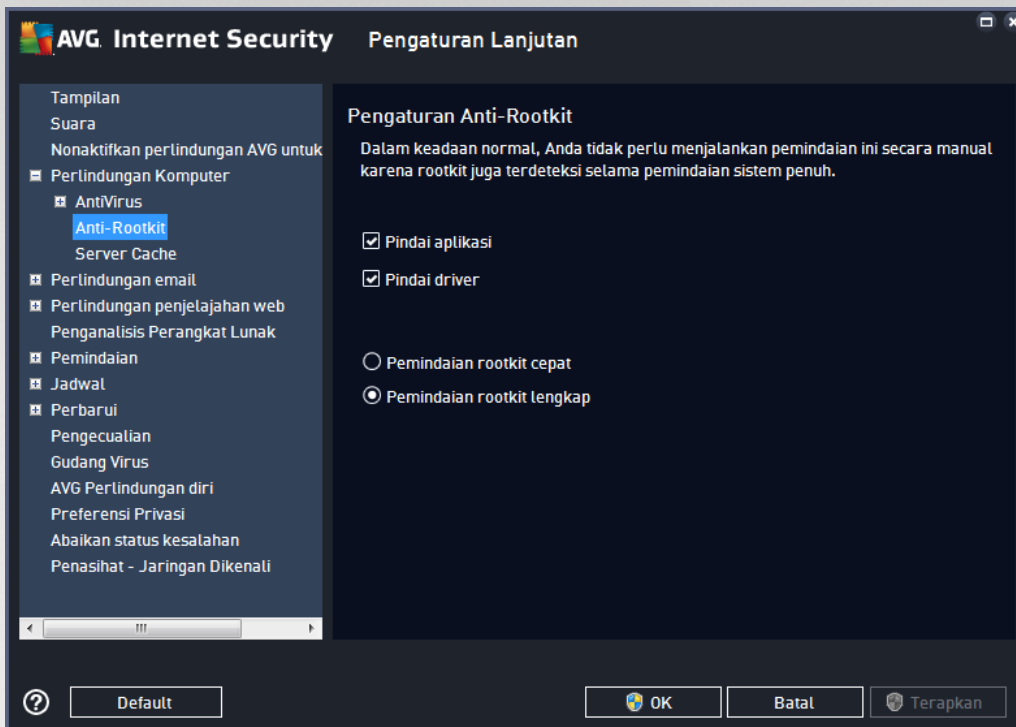 AVG Internet Security Pengaturan Lanjutan
Tampilan
Suara
Nonaktifkan perlindungan AVG untuk
Perlindungan Komputer
AntiVirus
Anti-Rootkit
Server Cache
Perlindungan email
Perlindungan penjelajahan web
Penganalisis Perangkat Lunak
Pemindaian
Jadwal
Perbarui
Pengecualian
Gudang Virus
AVG Perlindungan diri
Preferensi Privasi
Abaikan status kesalahan
Penasihat - Jaringan Dikenali
Pengaturan Anti-Rootkit
Dalam keadaan normal, Anda tidak perlu menjalankan pemindaian ini secara manual
karena rootkit juga terdeteksi selama pemindaian sistem penuh.
Pindai aplikasi
Pindai driver
Pemindaian rootkit cepat
Pemindaian rootkit lengkap
? Default OK Batal Terapkan